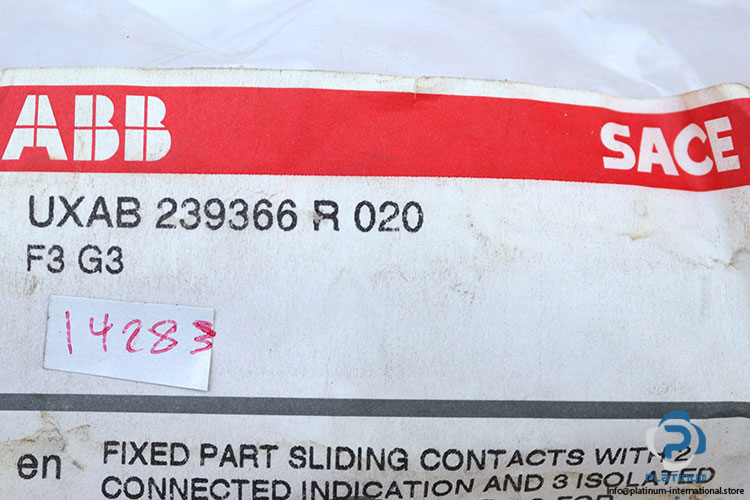 ABB SACE
UXAB 239366 R 020
F3 G3
14283
en FIXED PART SLIDING CONTACTS WITH 2
CONNECTED INDICATION AND 3 ISOLATED
PLATINUM
info@platinum-international.store